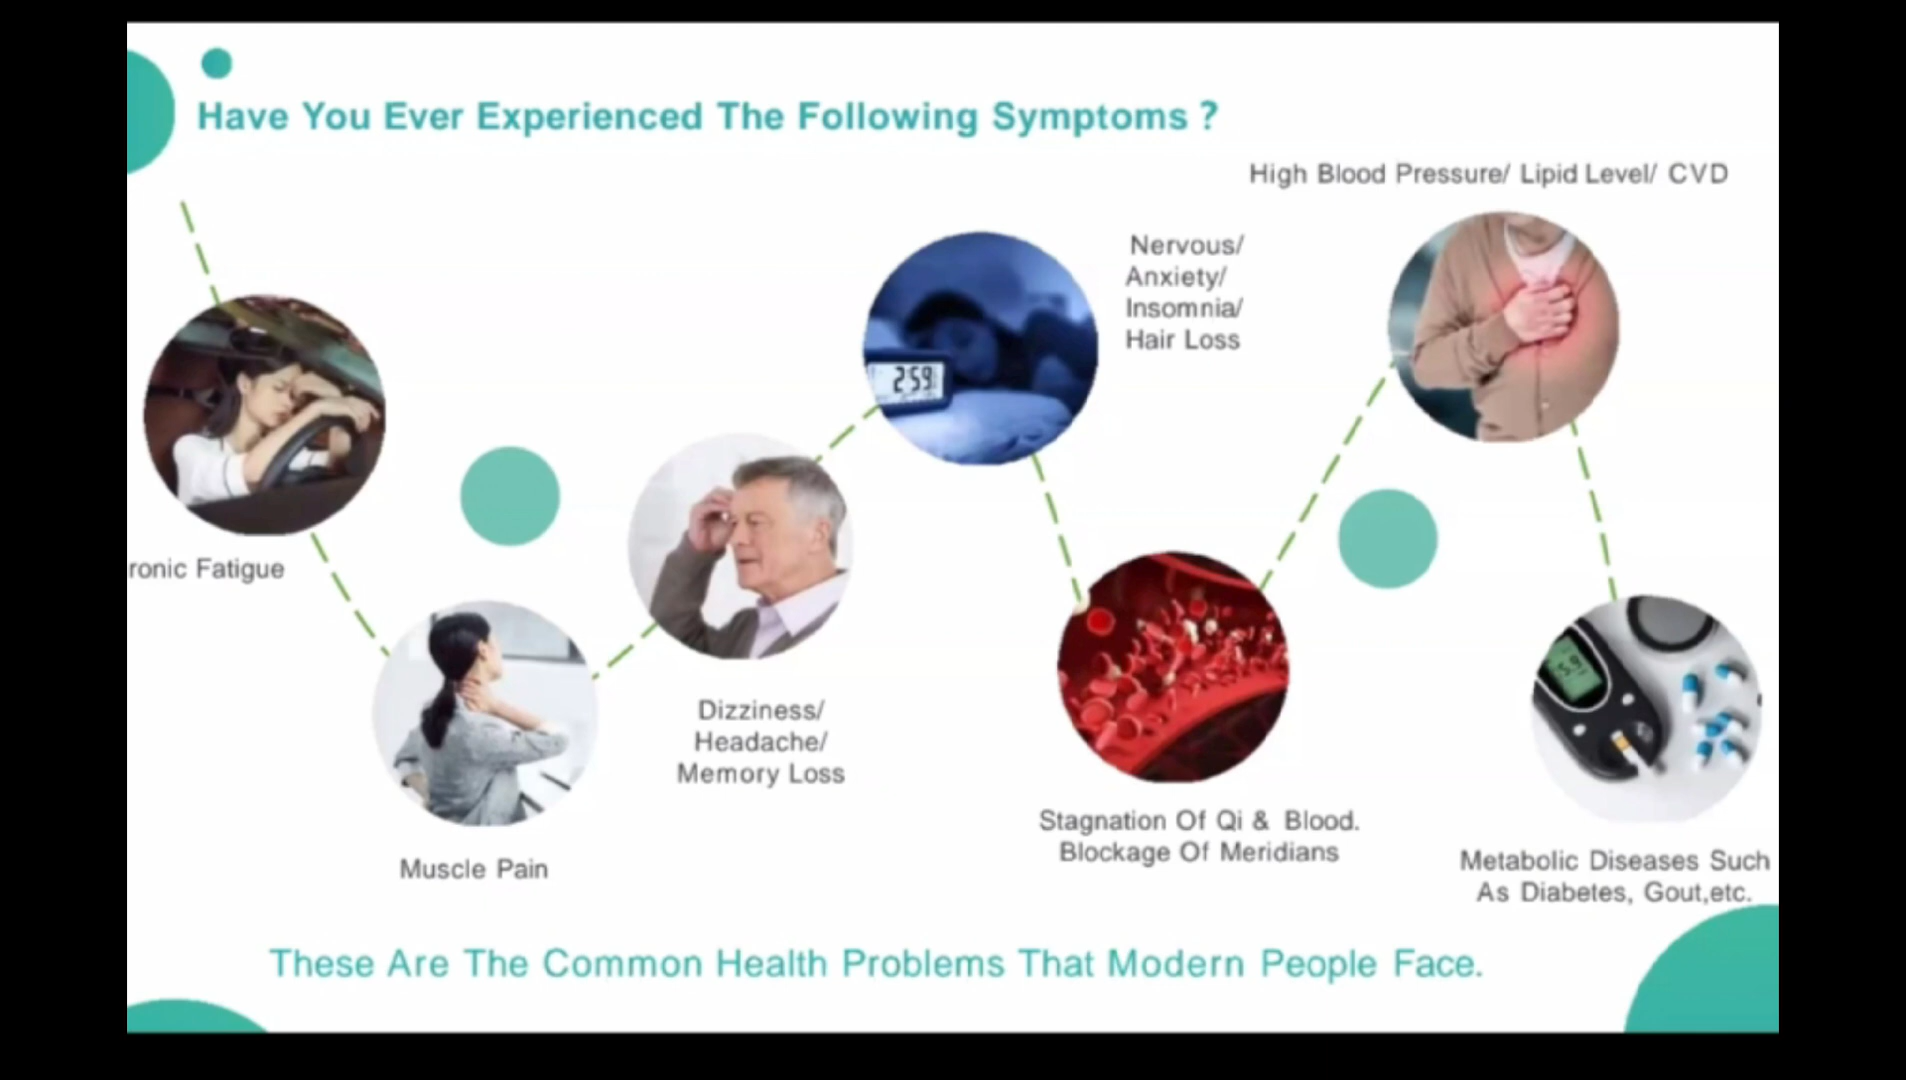 Have You Ever Experienced The Following Symptoms ?
High Blood Pressure/ Lipid Level/ CVD
Nervous/
Anxiety/
Insomnia/
Hair Loss
2:59
ronic Fatigue
Dizziness/
Headache/
Memory Loss
Muscle Pain
Stagnation Of Qi & Blood.
Blockage Of Meridians
Metabolic Diseases Such
As Diabetes, Gout,etc.
These Are The Common Health Problems That Modern People Face.